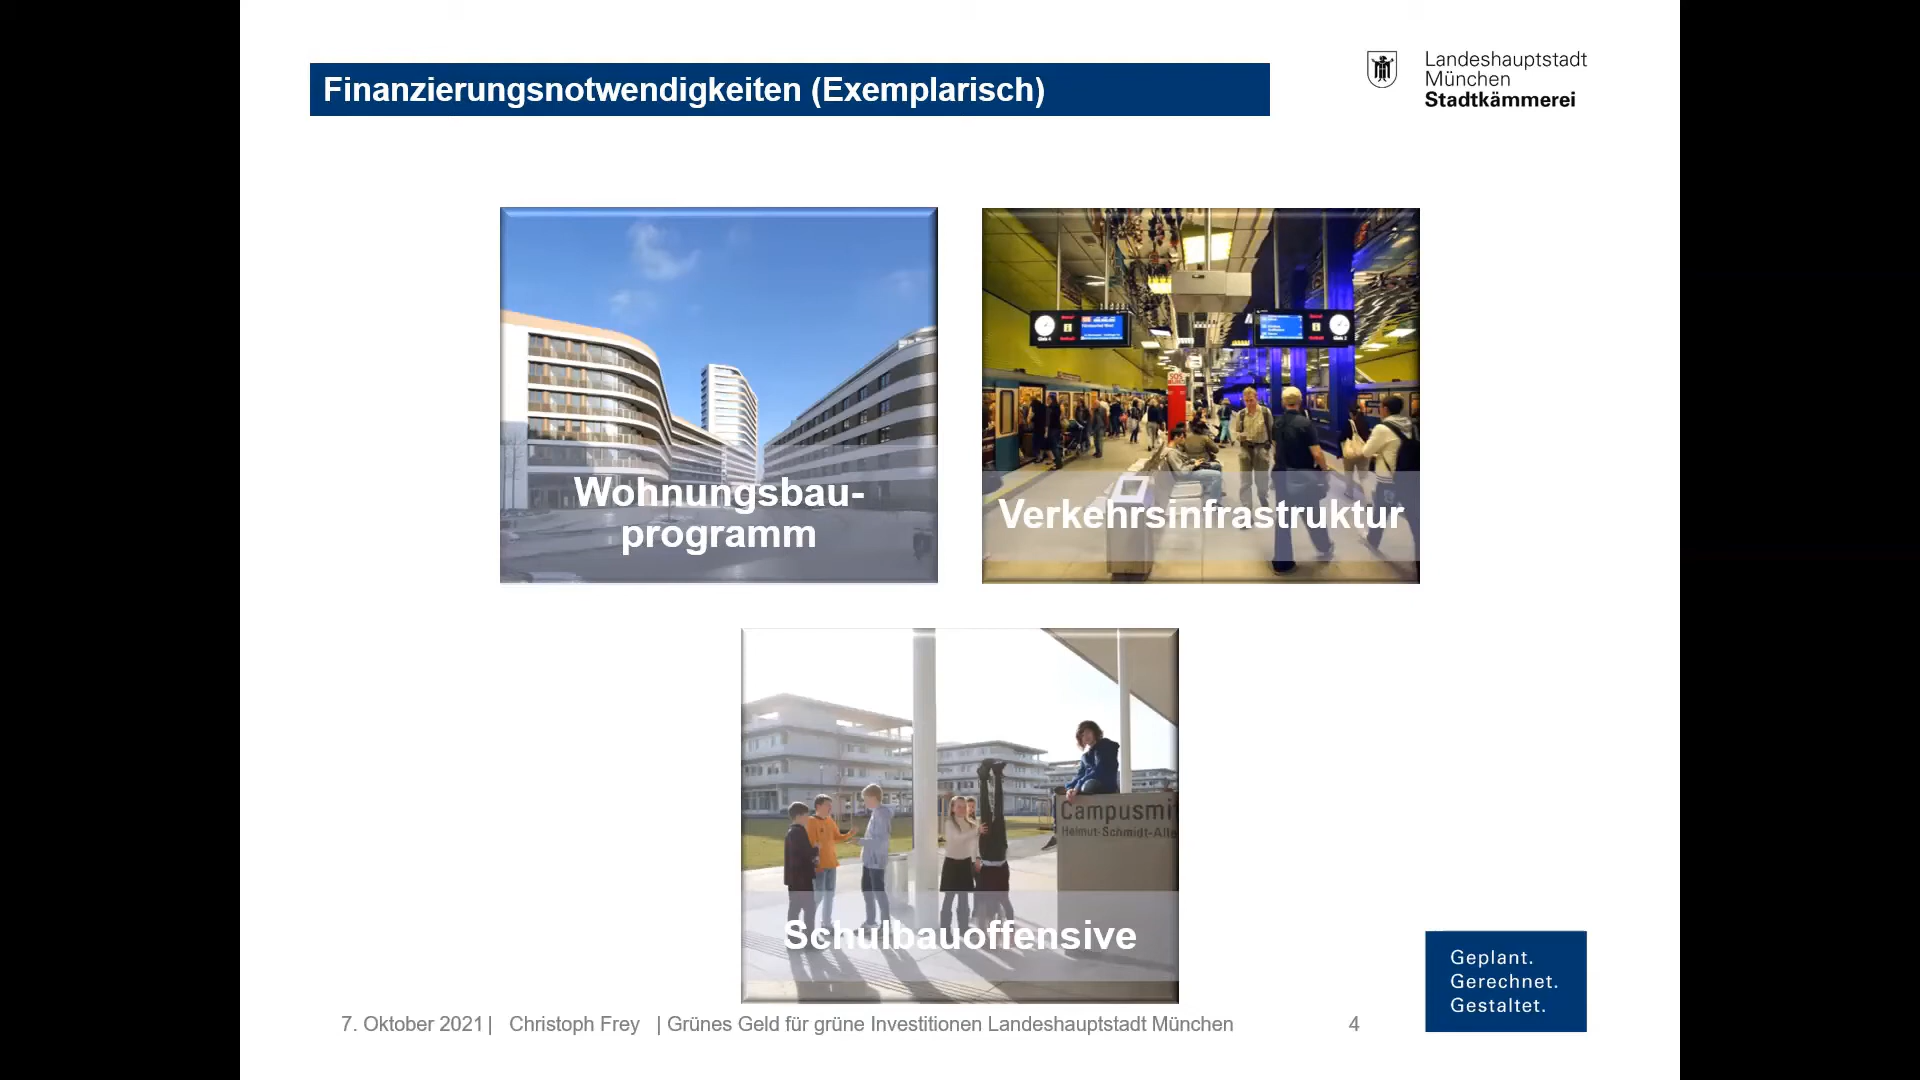 Finanzierungsnotwendigkeiten (Exemplarisch)
Landeshauptstadt
München
Stadtkämmerei
Wohnungsbau-
programm
Verkehrsinfrastruktur
SOS
Campusmi
Helmut-Schmidt-Alle
Schulbauoffensive
Geplant.
Gerechnet.
Gestaltet.
7. Oktober 2021 | Christoph Frey | Grünes Geld für grüne Investitionen Landeshauptstadt München 4